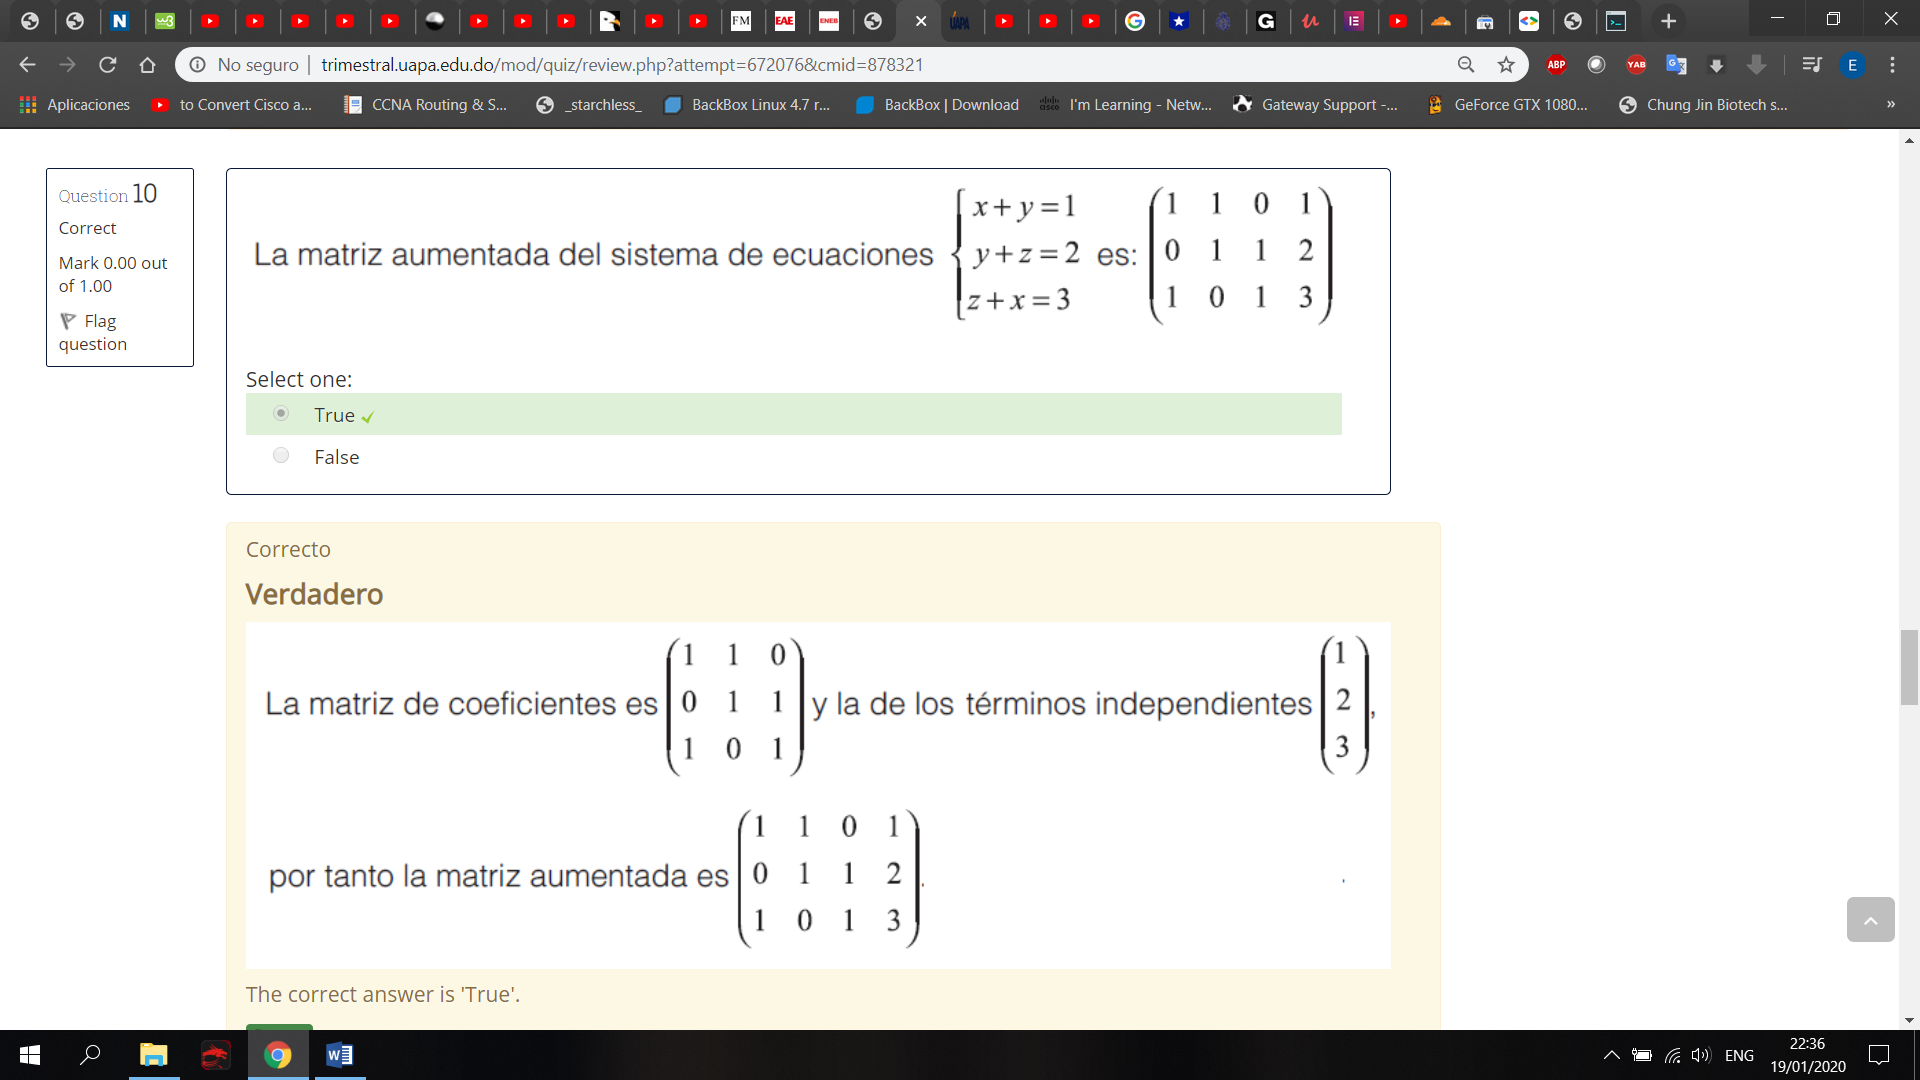 No seguro | trimestral.uapa.edu.do/mod/quiz/review.php?attempt=672076&cmid=878321
Aplicaciones to Convert Cisco a... CCNA Routing & S... _starchless_ BackBox Linux 4.7 r... BackBox | Download I'm Learning - Netw... Gateway Support -... GeForce GTX 1080... Chung Jin Biotech s... »
Question 10
Correct
Mark 0.00 out
of 1.00
Flag
question
La matriz aumentada del sistema de ecuaciones { x+y=1 y+z=2 z+x=3 es: (1 1 0 1
0 1 1 2
1 0 1 3)
Select one:
True
False
Correcto
Verdadero
La matriz de coeficientes es (1 1 0
0 1 1
1 0 1) y la de los términos independientes (1
2
3),
por tanto la matriz aumentada es (1 1 0 1
0 1 1 2
1 0 1 3).
The correct answer is 'True'.
ENG
22:36
19/01/2020